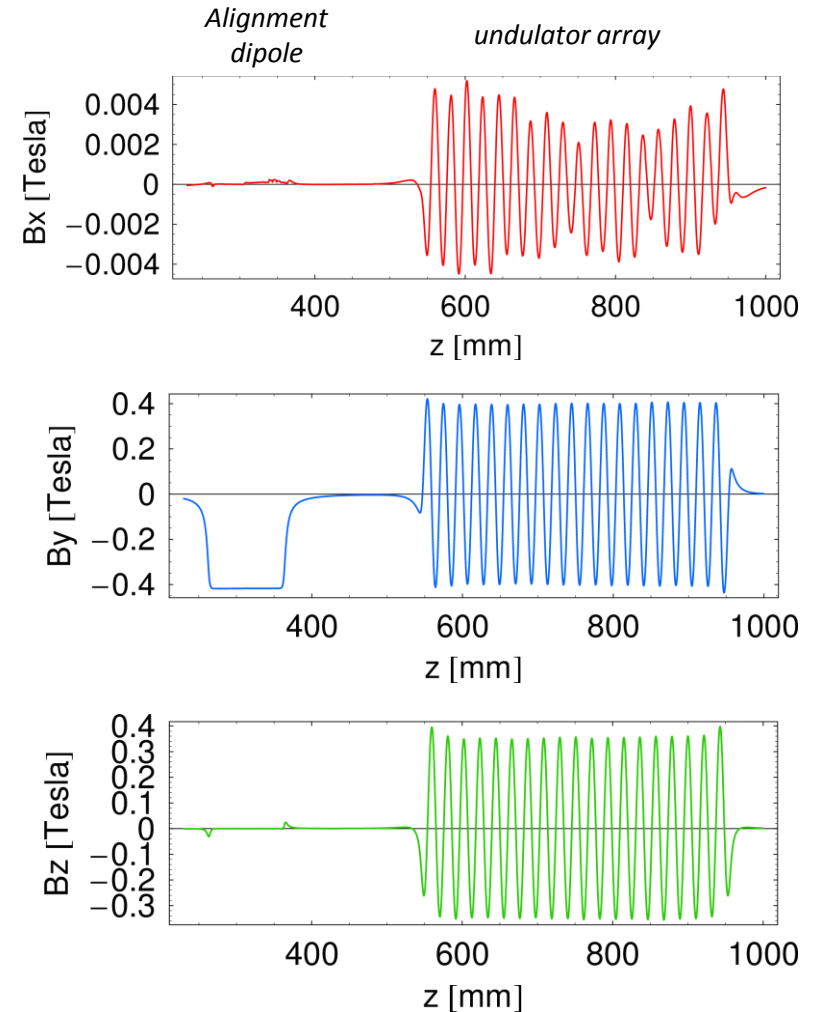 Alignment
dipole
undulator array
0.004
0.002
0
−0.002
−0.004
Bx [Tesla]
400 600 800 1000
z [mm]
0.4
0.2
0
−0.2
−0.4
By [Tesla]
400 600 800 1000
z [mm]
0.4
0.3
0.2
0.1
0
−0.1
−0.2
−0.3
Bz [Tesla]
400 600 800 1000
z [mm]